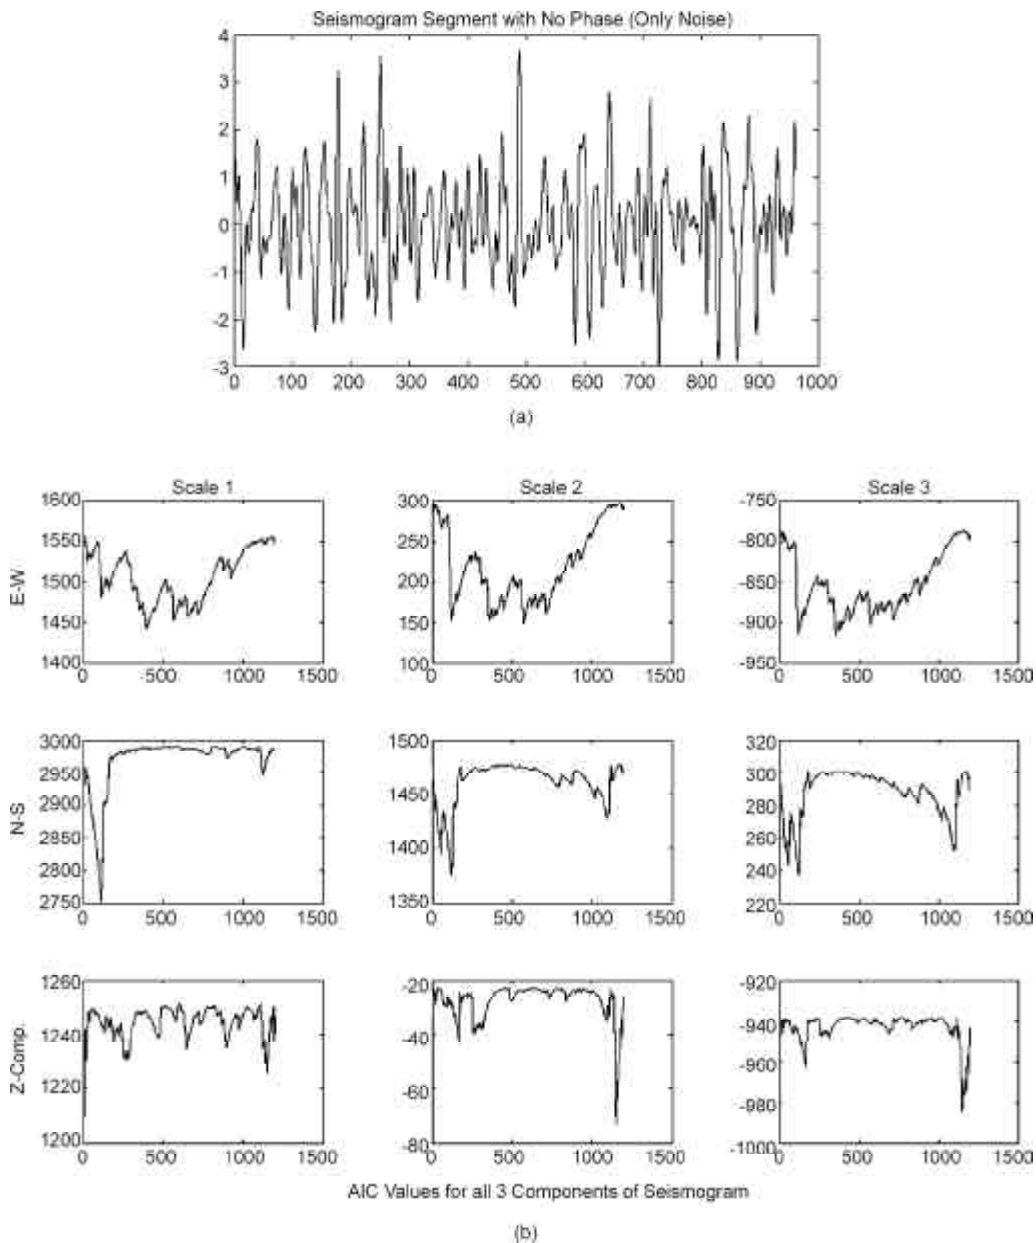 Seismogram Segment with No Phase (Only Noise)
4
3
2
1
0
-1
-2
-3
0 100 200 300 400 500 600 700 800 900 1000
(a)
Scale 1 Scale 2 Scale 3
E-W
1600
1550
1500
1450
1400
0 500 1000 1500
300
250
200
150
100
0 500 1000 1500
-750
-800
-850
-900
-950
0 500 1000 1500
N-S
3000
2950
2900
2850
2800
2750
0 500 1000 1500
1500
1450
1400
1350
0 500 1000 1500
320
300
280
260
240
220
0 500 1000 1500
Z-Comp.
1260
1240
1220
1200
0 500 1000 1500
-20
-40
-60
-80
0 500 1000 1500
-920
-940
-960
-980
-1000
0 500 1000 1500
AIC Values for all 3 Components of Seismogram
(b)